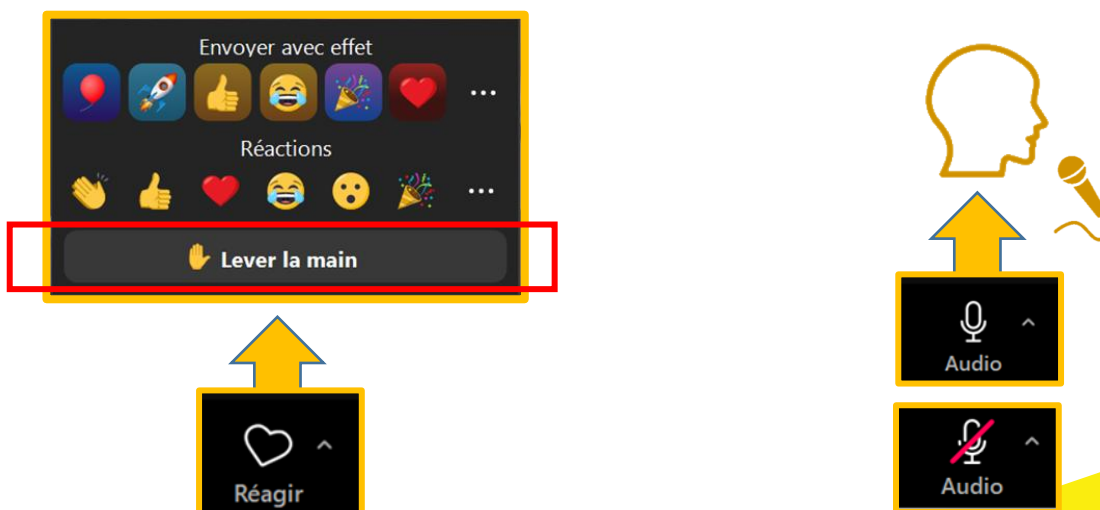 Envoyer avec effet
Réactions
Lever la main
Réagir
Audio
Audio